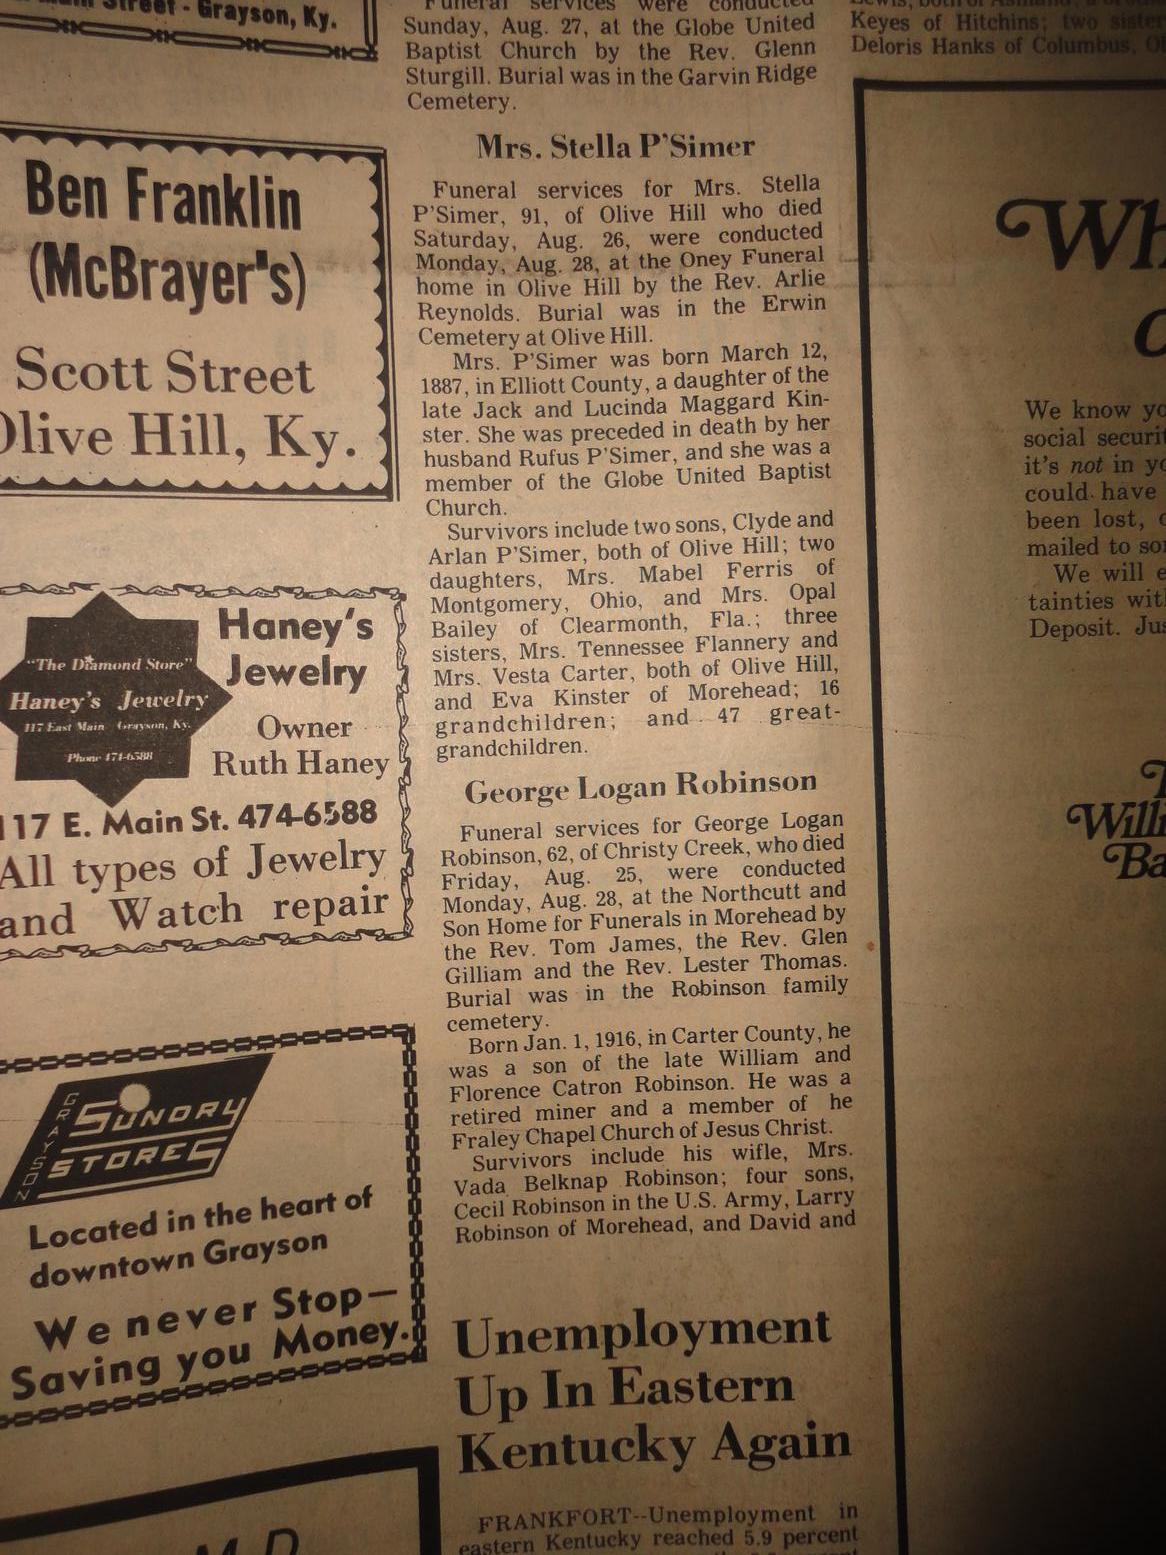 Street - Grayson, Ky.
Ben Franklin
(McBrayer's)
Scott Street
Olive Hill, Ky.
"The Diamond Store"
Haney's Jewelry
117 East Main Grayson, Ky.
Phone 474-6588
Haney's
Jewelry
Owner
Ruth Haney
117 E. Main St. 474-6588
All types of Jewelry
and Watch repair
GRAYSON
SUNDRY
STORES
Located in the heart of
downtown Grayson
We never Stop—
Saving you Money.
M.D.
Funeral services were conducted
Sunday, Aug. 27, at the Globe United
Baptist Church by the Rev. Glenn
Sturgill. Burial was in the Garvin Ridge
Cemetery.
Mrs. Stella P'Simer
Funeral services for Mrs. Stella
P'Simer, 91, of Olive Hill who died
Saturday, Aug. 26, were conducted
Monday, Aug. 28, at the Oney Funeral
home in Olive Hill by the Rev. Arlie
Reynolds. Burial was in the Erwin
Cemetery at Olive Hill.
Mrs. P'Simer was born March 12,
1887, in Elliott County, a daughter of the
late Jack and Lucinda Maggard Kin-
ster. She was preceded in death by her
husband Rufus P'Simer, and she was a
member of the Globe United Baptist
Church.
Survivors include two sons, Clyde and
Arlan P'Simer, both of Olive Hill; two
daughters, Mrs. Mabel Ferris of
Montgomery, Ohio, and Mrs. Opal
Bailey of Clearmonth, Fla.; three
sisters, Mrs. Tennessee Flannery and
Mrs. Vesta Carter, both of Olive Hill,
and Eva Kinster of Morehead; 16
grandchildren; and 47 great-
grandchildren.
George Logan Robinson
Funeral services for George Logan
Robinson, 62, of Christy Creek, who died
Friday, Aug. 25, were conducted
Monday, Aug. 28, at the Northcutt and
Son Home for Funerals in Morehead by
the Rev. Tom James, the Rev. Glen
Gilliam and the Rev. Lester Thomas.
Burial was in the Robinson family
cemetery.
Born Jan. 1, 1916, in Carter County, he
was a son of the late William and
Florence Catron Robinson. He was a
retired miner and a member of he
Fraley Chapel Church of Jesus Christ.
Survivors include his wifle, Mrs.
Vada Belknap Robinson; four sons,
Cecil Robinson in the U.S. Army, Larry
Robinson of Morehead, and David and
Unemployment
Up In Eastern
Kentucky Again
FRANKFORT--Unemployment in
eastern Kentucky reached 5.9 percent
Keyes of Hitchins; two sister
Deloris Hanks of Columbus, O
Wh
We know yo
social securit
it's not in yo
could have
been lost, o
mailed to so
We will e
tainties wit
Deposit. Jus
Willi
Ba